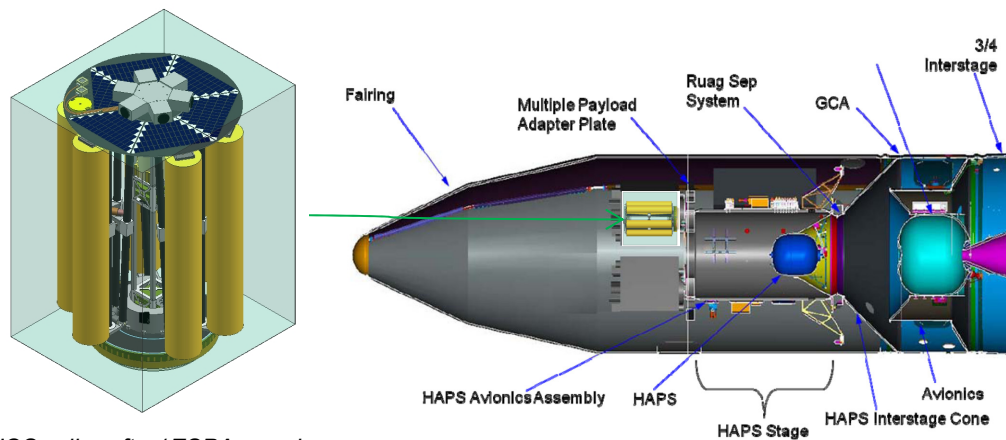 Fairing
Multiple Payload
Adapter Plate
Ruag Sep
System
GCA
3/4
Interstage
HAPS Avionics Assembly
HAPS
HAPS Stage
HAPS Interstage Cone
Avionics